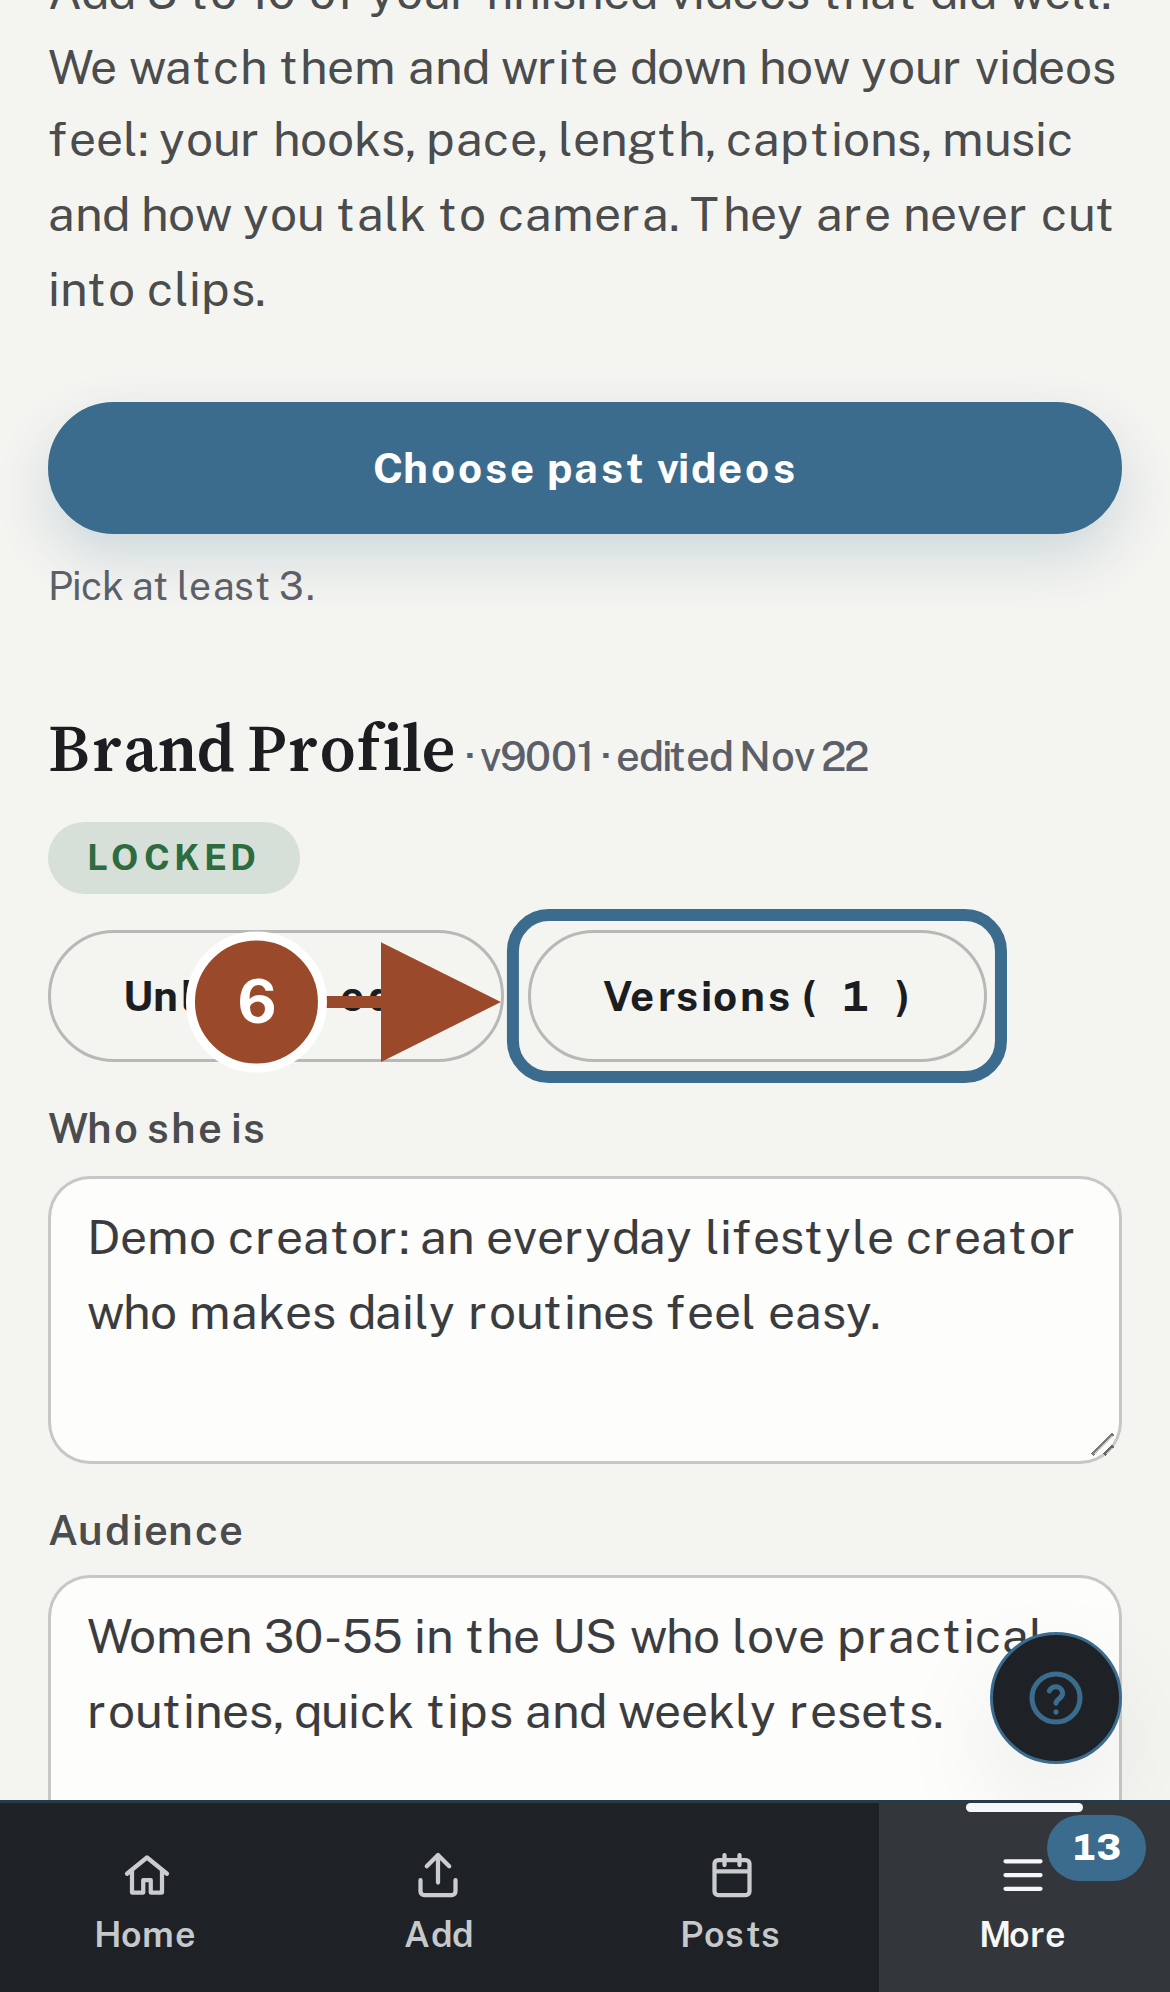 We watch them and write down how your videos
feel: your hooks, pace, length, captions, music
and how you talk to camera. They are never cut
into clips.
Choose past videos
Pick at least 3.
Brand Profile · v9001 · edited Nov 22
LOCKED
6
Versions ( 1 )
Who she is
Demo creator: an everyday lifestyle creator
who makes daily routines feel easy.
Audience
Women 30-55 in the US who love practical
routines, quick tips and weekly resets.
13
Home
Add
Posts
More